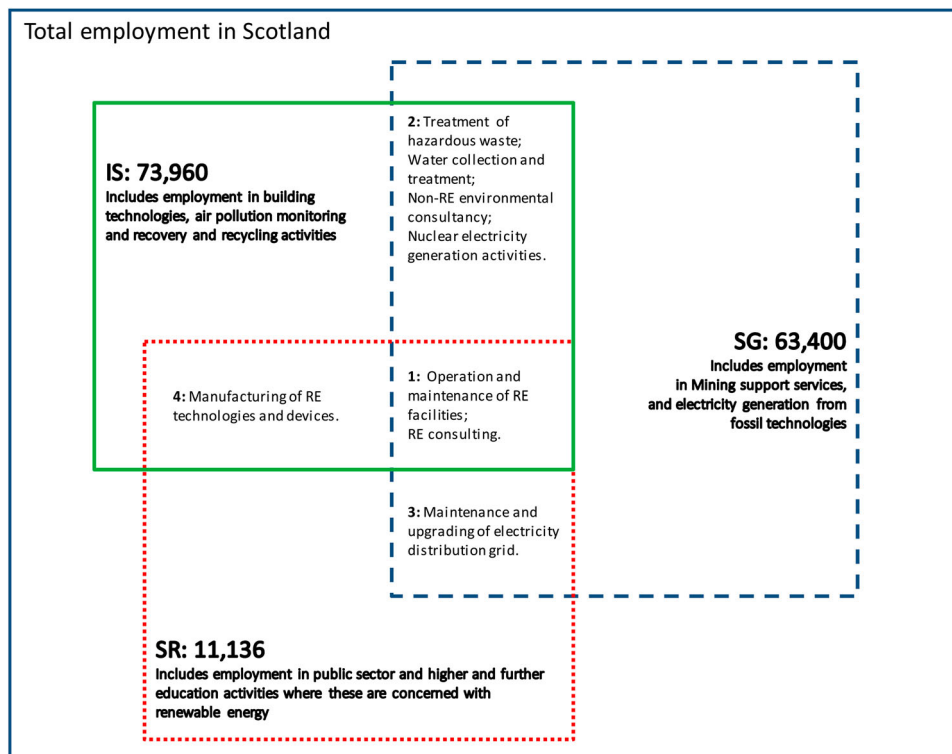 Total employment in Scotland
IS: 73,960
Includes employment in building
technologies, air pollution monitoring
and recovery and recycling activities
2: Treatment of
hazardous waste;
Water collection and
treatment;
Non-RE environmental
consultancy;
Nuclear electricity
generation activities.
SG: 63,400
Includes employment
in Mining support services,
and electricity generation from
fossil technologies
4: Manufacturing of RE
technologies and devices.
1: Operation and
maintenance of RE
facilities;
RE consulting.
3: Maintenance and
upgrading of electricity
distribution grid.
SR: 11,136
Includes employment in public sector and higher and further
education activities where these are concerned with
renewable energy